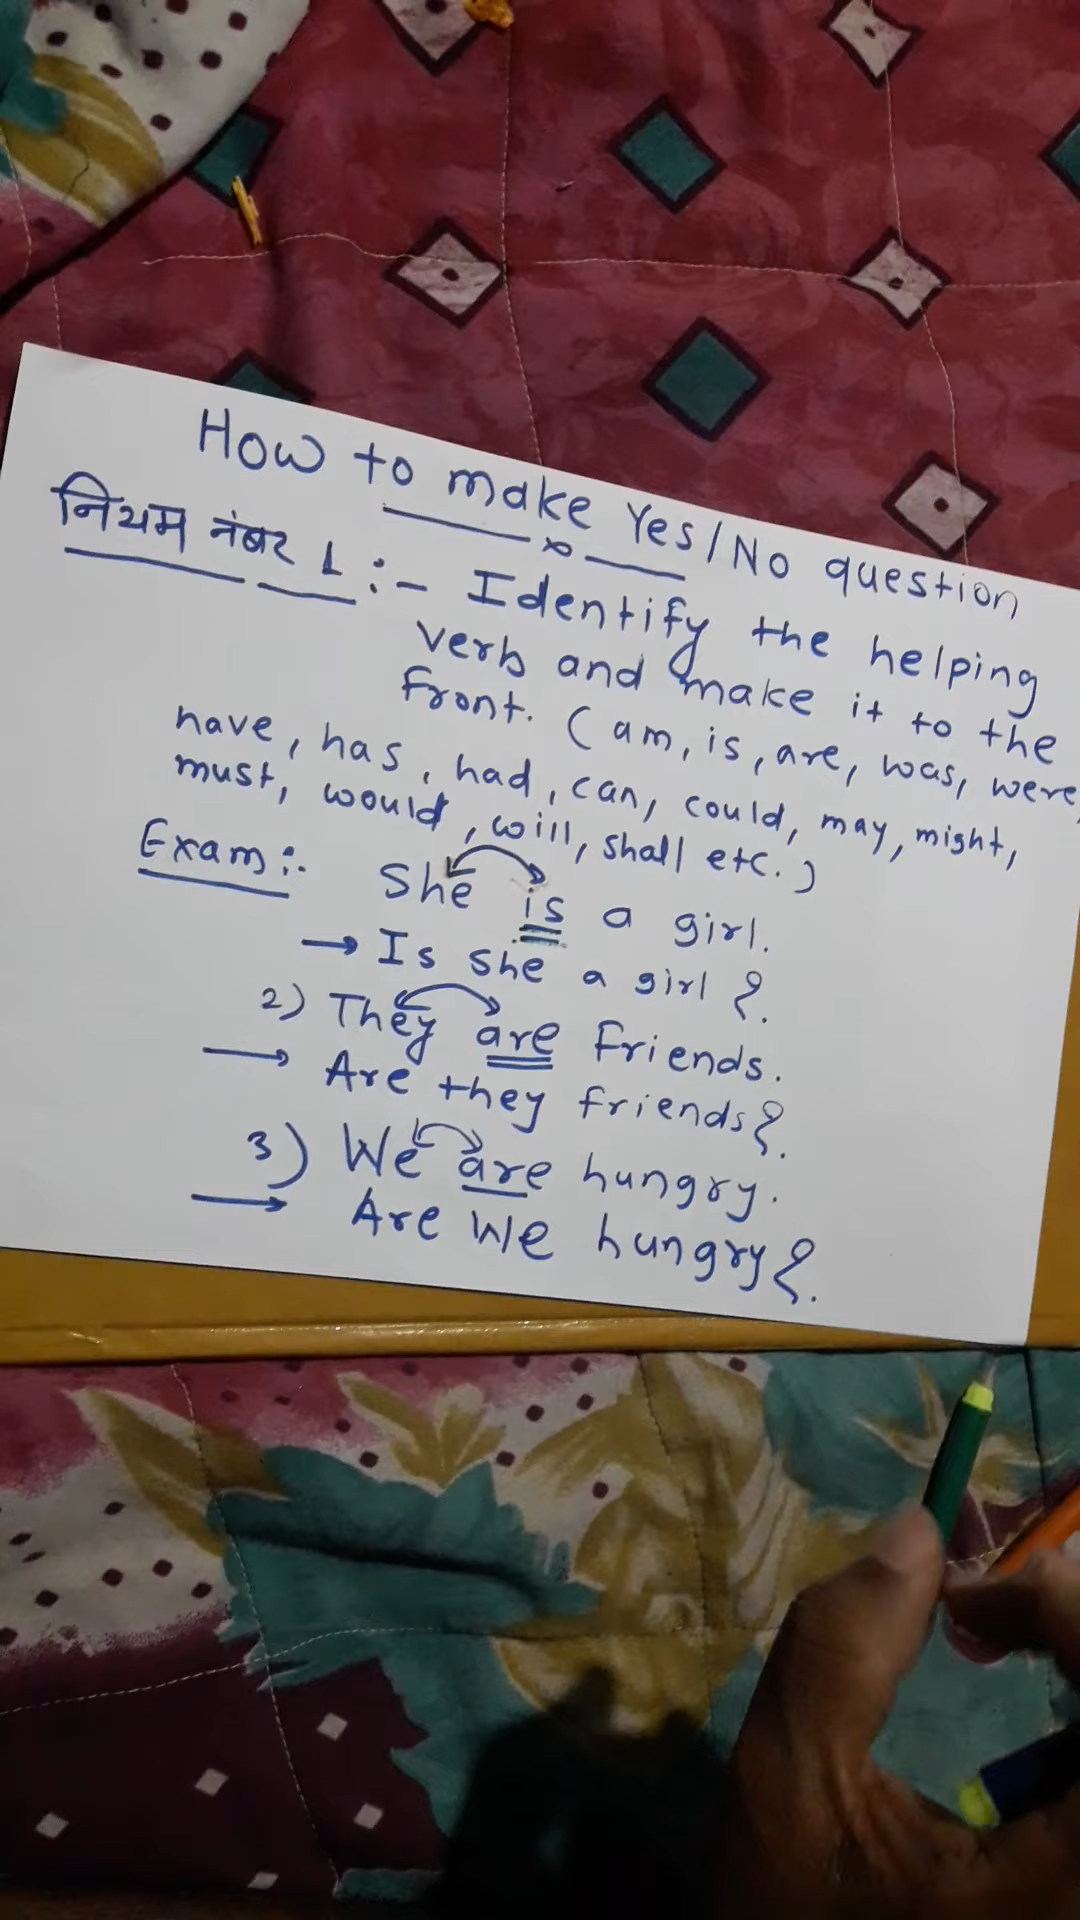 How to make Yes/No question
नियम नंबर 1 :- Identify the helping
verb and make it to the
front. (am, is, are, was, were,
have, has, had, can, could, may, might,
must, would, will, shall etc.)
Exam:- She is a girl.
→ Is she a girl?
2) They are friends.
→ Are they friends?
3) We are hungry.
→ Are we hungry?